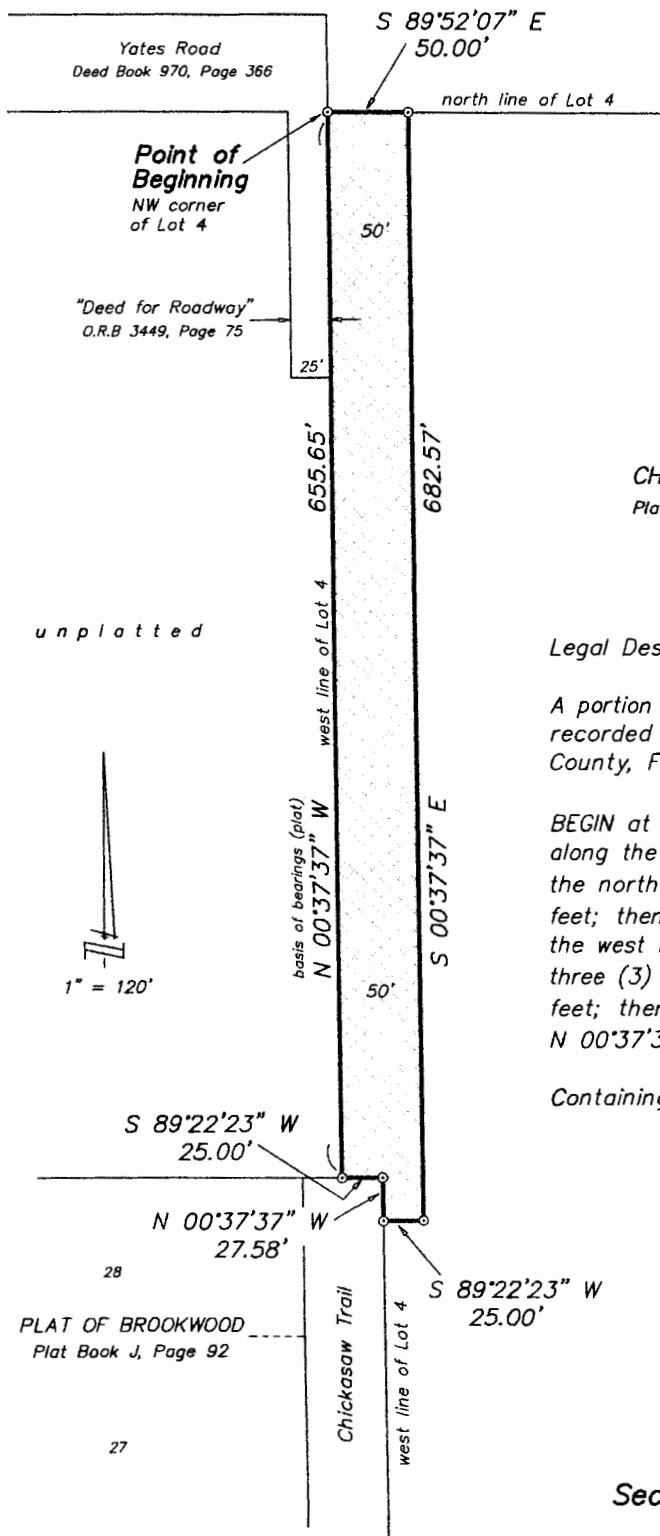 S 89°52'07" E
50.00'
Yates Road
Deed Book 970, Page 366
north line of Lot 4
Point of
Beginning
NW corner
of Lot 4
50'
"Deed for Roadway"
O.R.B 3449, Page 75
25'
655.65'
682.57'
CH
Pla
unplatted
west line of Lot 4
Legal Des
A portion
recorded
County, F
BEGIN at
along the
the north
feet; then
the west
three (3)
feet; ther
N 00°37'3
Containing
basis of bearings (plat)
N 00°37'37" W
S 00°37'37" E
1" = 120'
50'
S 89°22'23" W
25.00'
N 00°37'37" W
27.58'
S 89°22'23" W
25.00'
28
PLAT OF BROOKWOOD
Plat Book J, Page 92
Chickasaw Trail
west line of Lot 4
27
Sec